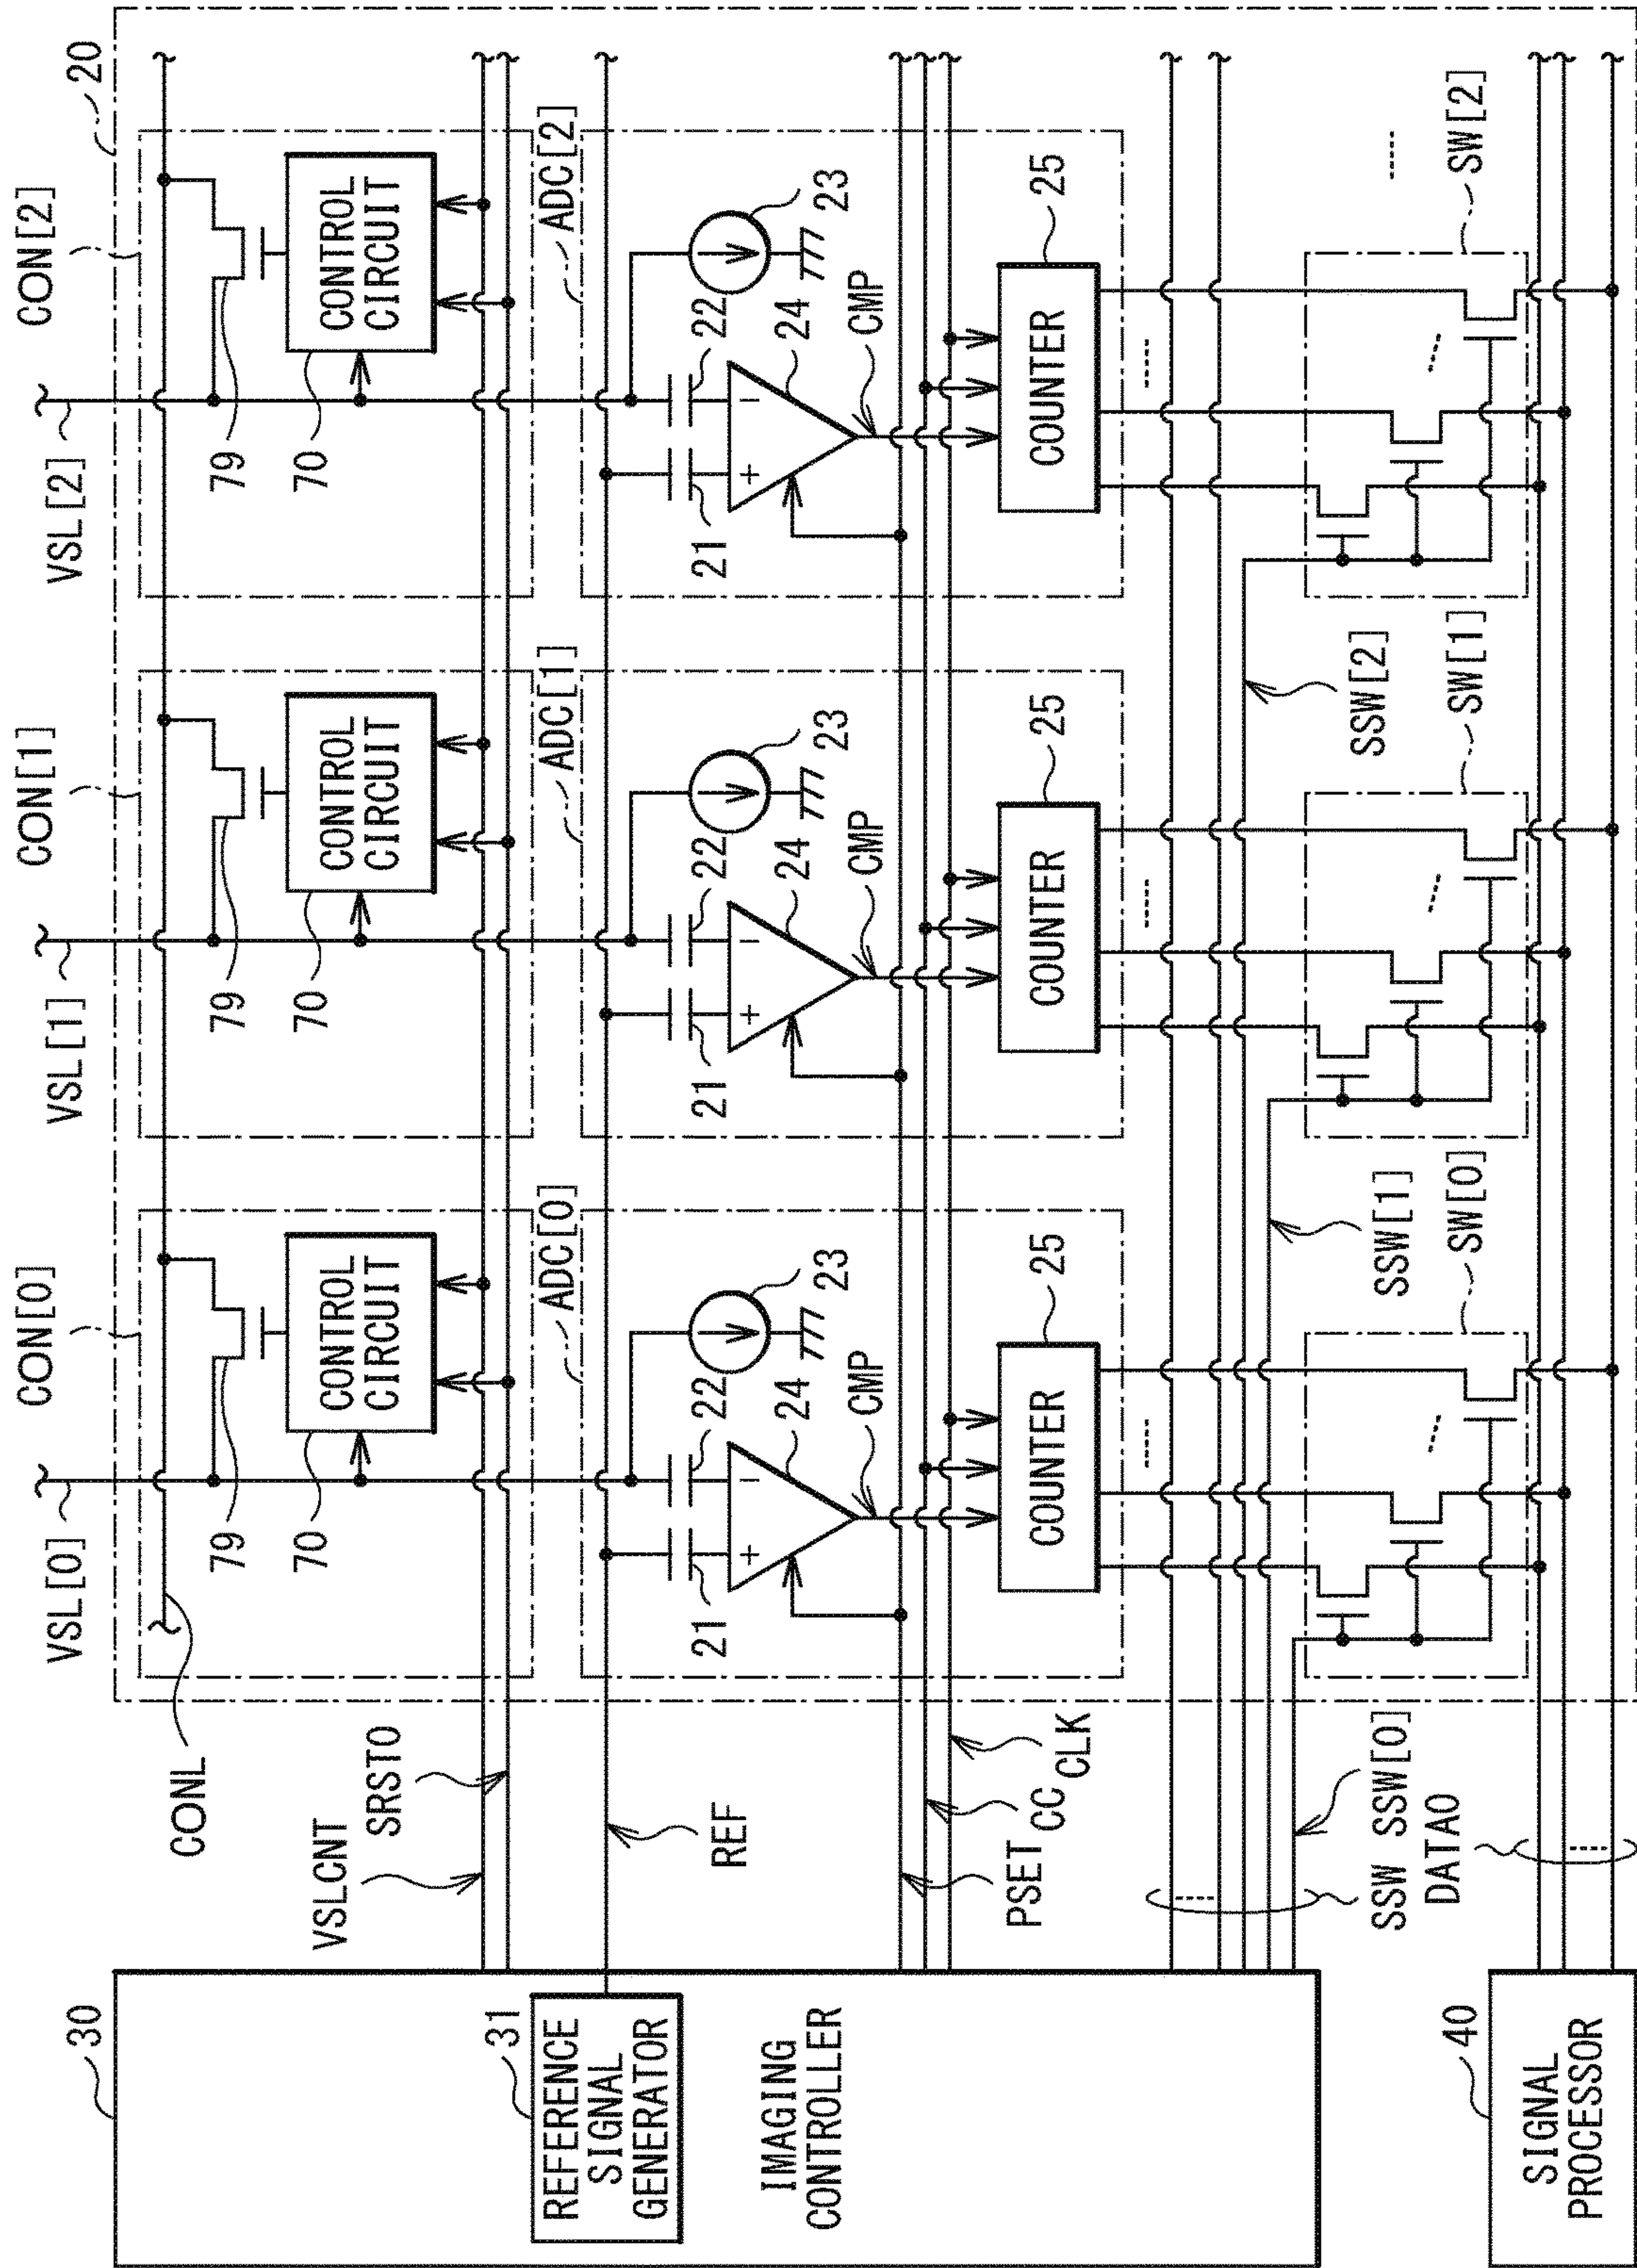 30
31
REFERENCE
SIGNAL
GENERATOR
IMAGING
CONTROLLER
40
SIGNAL
PROCESSOR
CONL
VSLCNT
SRST0
REF
PSET
CC
CLK
SSW
SSW[0]
DATA0
20
VSL[0]
CON[0]
79
70
CONTROL
CIRCUIT
ADC[0]
21
22
23
24
+
−
CMP
25
COUNTER
SW[0]
SSW[1]
VSL[1]
CON[1]
79
70
CONTROL
CIRCUIT
ADC[1]
21
22
23
24
+
−
CMP
25
COUNTER
SW[1]
SSW[2]
VSL[2]
CON[2]
79
70
CONTROL
CIRCUIT
ADC[2]
21
22
23
24
+
−
CMP
25
COUNTER
SW[2]